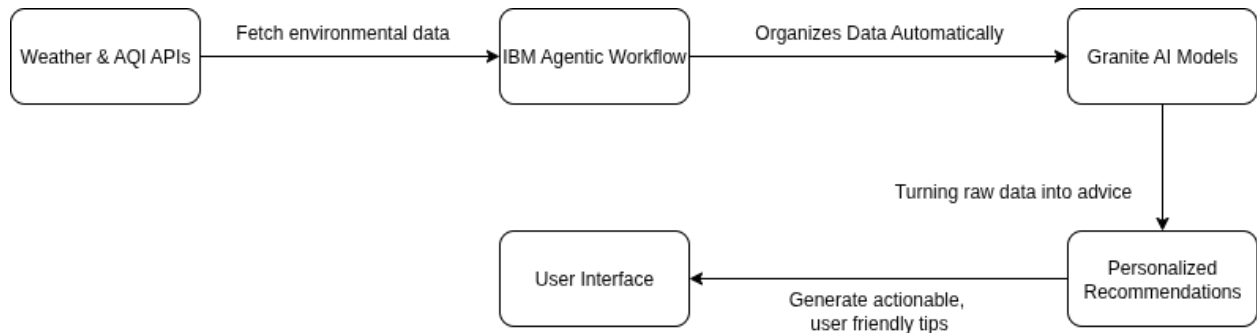 Weather & AQI APIs
Fetch environmental data
IBM Agentic Workflow
Organizes Data Automatically
Granite AI Models
Turning raw data into advice
Personalized
Recommendations
Generate actionable,
user friendly tips
User Interface